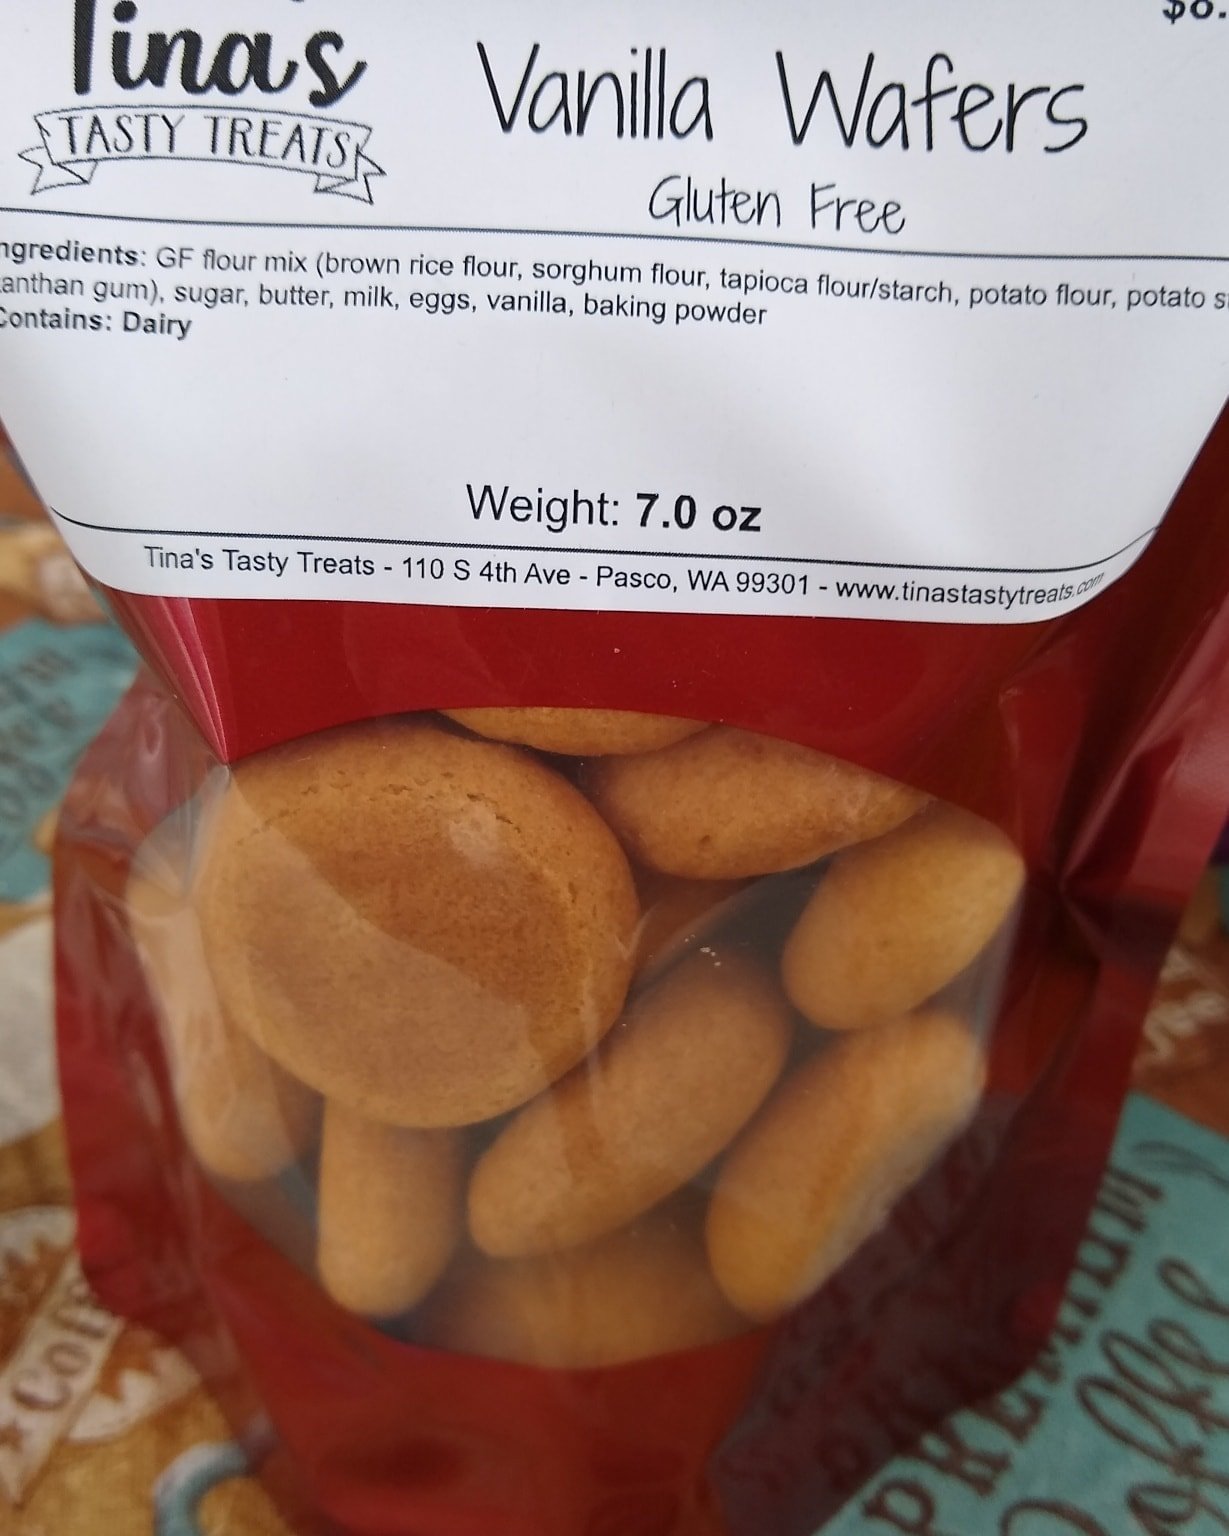 Tina's
TASTY TREATS
Vanilla Wafers
Gluten Free
ngredients: GF flour mix (brown rice flour, sorghum flour, tapioca flour/starch, potato flour, potato s
anthan gum), sugar, butter, milk, eggs, vanilla, baking powder
Contains: Dairy
Weight: 7.0 oz
Tina's Tasty Treats - 110 S 4th Ave - Pasco, WA 99301 - www.tinastastytreats.com
PREMIUM
Coffee